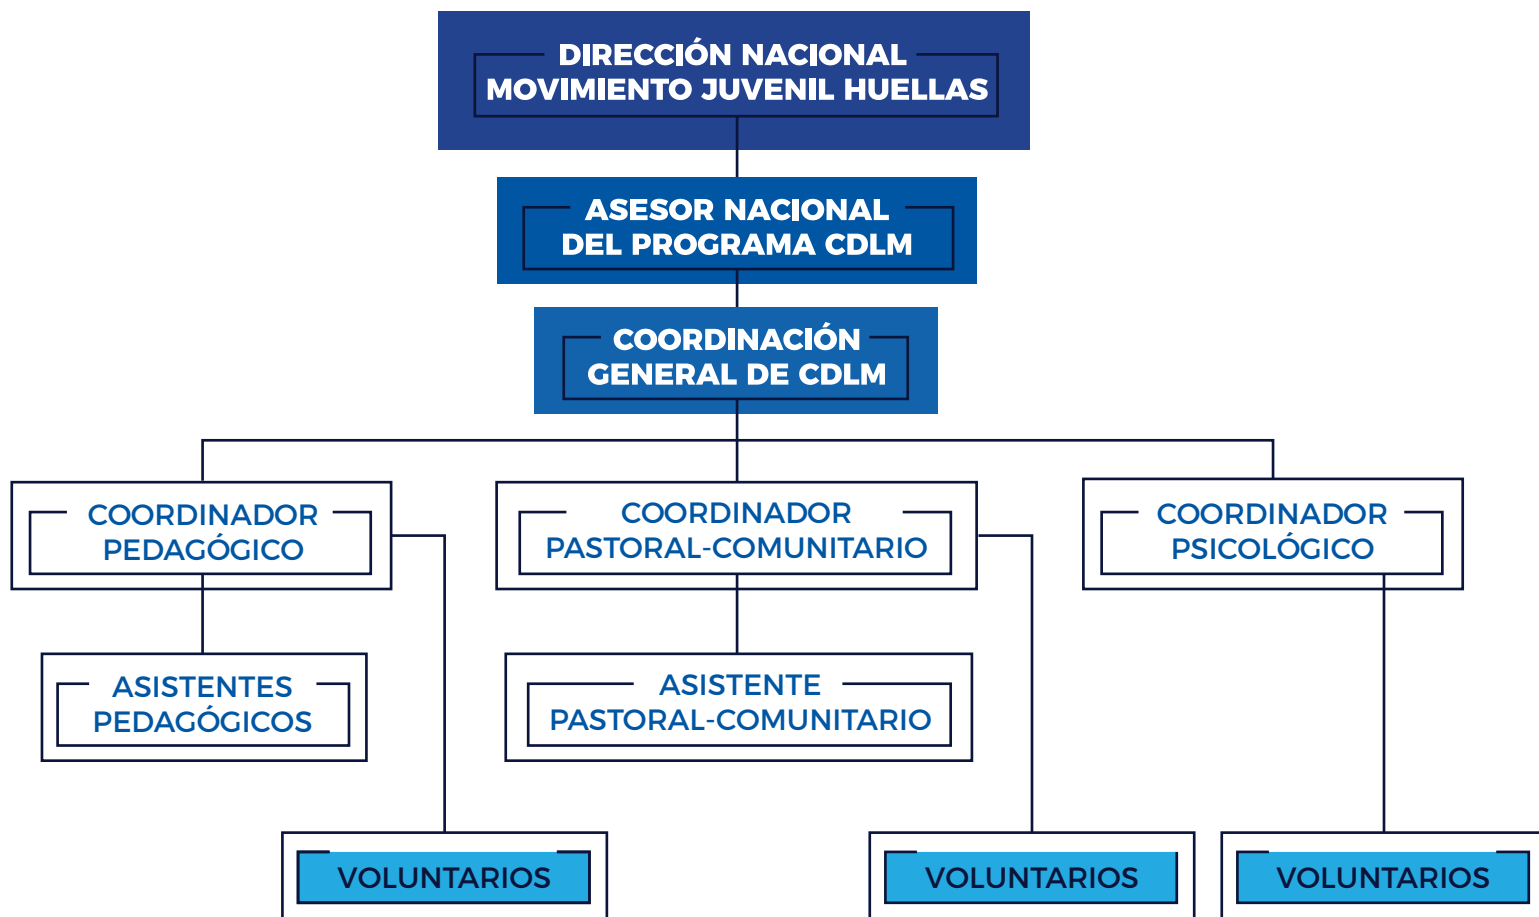 DIRECCIÓN NACIONAL
MOVIMIENTO JUVENIL HUELLAS
ASESOR NACIONAL
DEL PROGRAMA CDLM
COORDINACIÓN
GENERAL DE CDLM
COORDINADOR
PEDAGÓGICO
COORDINADOR
PASTORAL-COMUNITARIO
COORDINADOR
PSICOLÓGICO
ASISTENTES
PEDAGÓGICOS
ASISTENTE
PASTORAL-COMUNITARIO
VOLUNTARIOS
VOLUNTARIOS
VOLUNTARIOS